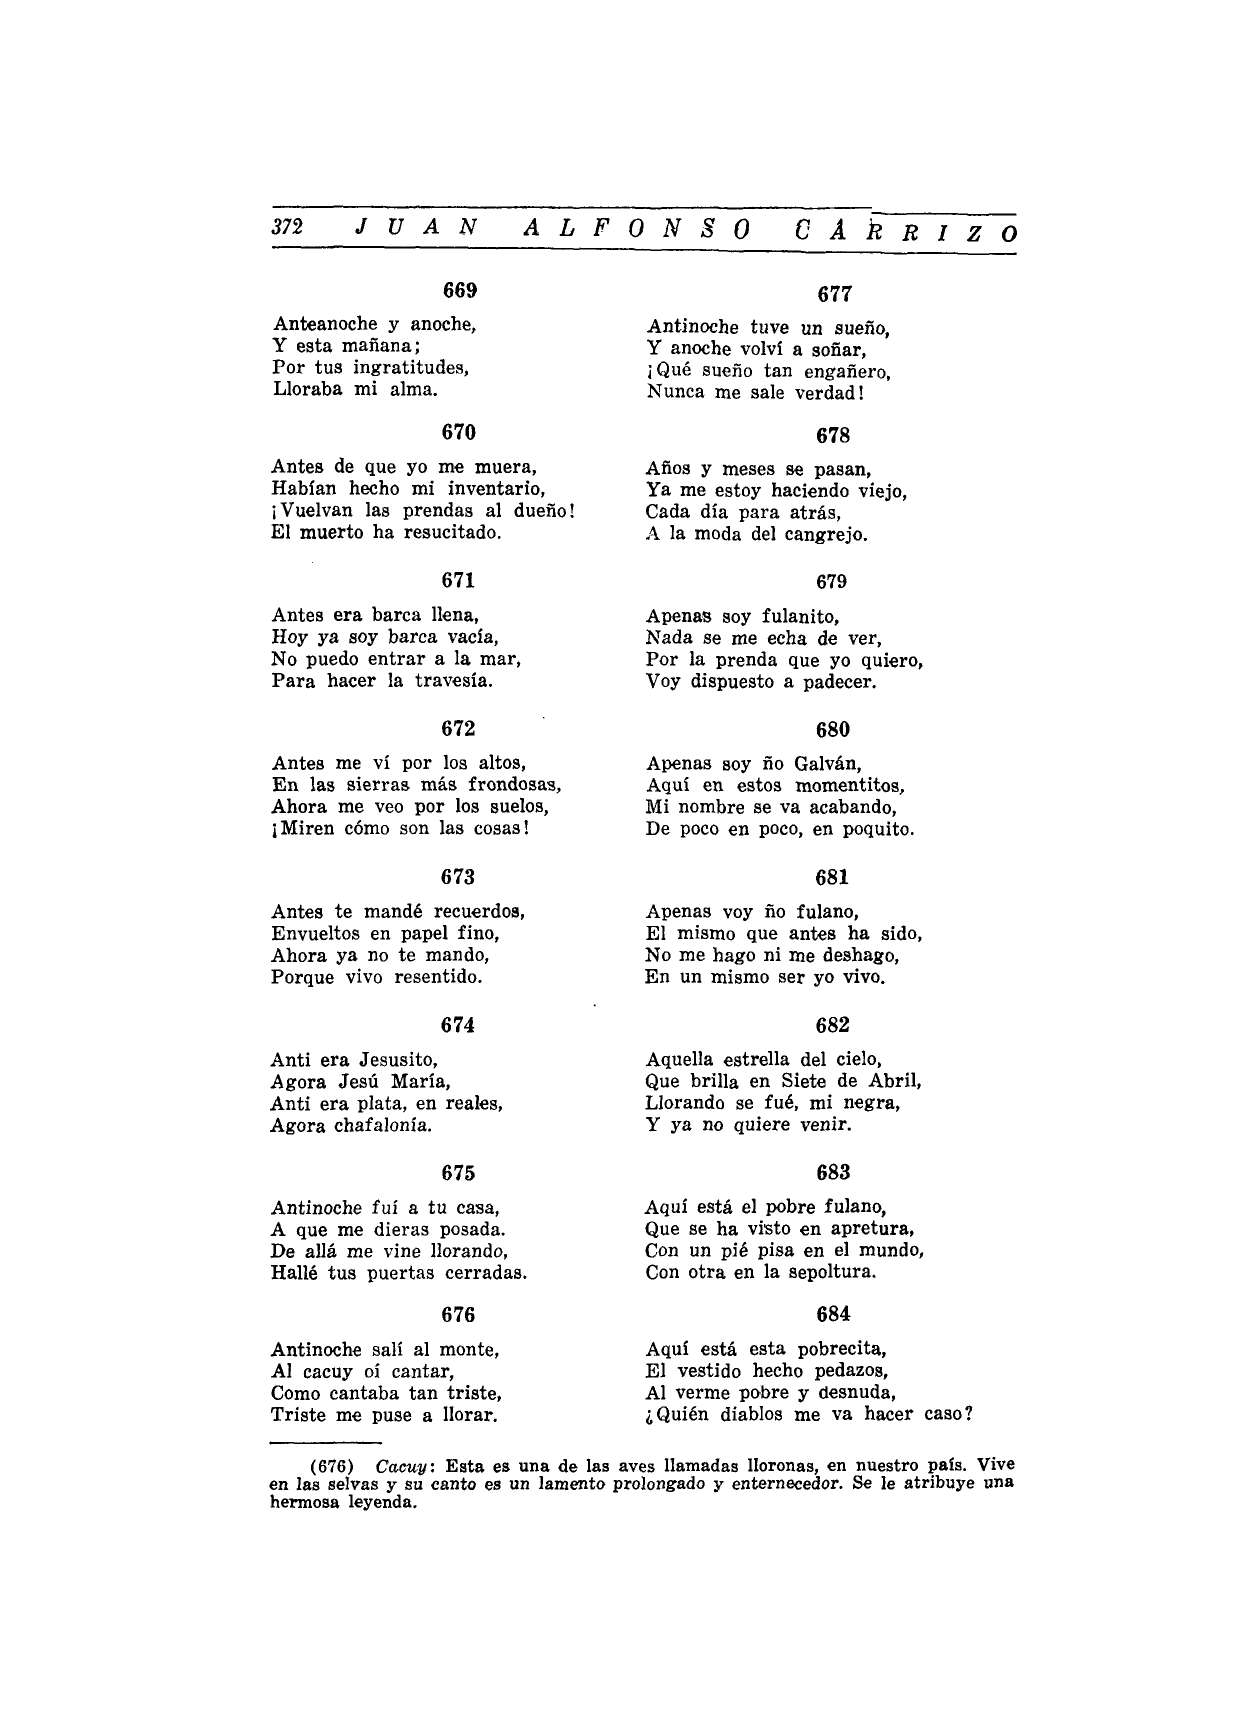 372 JUAN ALFONSO CARRIZO
669
Anteanoche y anoche,
Y esta mañana;
Por tus ingratitudes,
Lloraba mi alma.
670
Antes de que yo me muera,
Habían hecho mi inventario,
¡Vuelvan las prendas al dueño!
El muerto ha resucitado.
671
Antes era barca llena,
Hoy ya soy barca vacía,
No puedo entrar a la mar,
Para hacer la travesía.
672
Antes me ví por los altos,
En las sierras más frondosas,
Ahora me veo por los suelos,
¡Miren cómo son las cosas!
673
Antes te mandé recuerdos,
Envueltos en papel fino,
Ahora ya no te mando,
Porque vivo resentido.
674
Anti era Jesusito,
Agora Jesú María,
Anti era plata, en reales,
Agora chafalonía.
675
Antinoche fuí a tu casa,
A que me dieras posada.
De allá me vine llorando,
Hallé tus puertas cerradas.
676
Antinoche salí al monte,
Al cacuy oí cantar,
Como cantaba tan triste,
Triste me puse a llorar.
677
Antinoche tuve un sueño,
Y anoche volví a soñar,
¡Qué sueño tan engañero,
Nunca me sale verdad!
678
Años y meses se pasan,
Ya me estoy haciendo viejo,
Cada día para atrás,
A la moda del cangrejo.
679
Apenas soy fulanito,
Nada se me echa de ver,
Por la prenda que yo quiero,
Voy dispuesto a padecer.
680
Apenas soy ño Galván,
Aquí en estos momentitos,
Mi nombre se va acabando,
De poco en poco, en poquito.
681
Apenas voy ño fulano,
El mismo que antes ha sido,
No me hago ni me deshago,
En un mismo ser yo vivo.
682
Aquella estrella del cielo,
Que brilla en Siete de Abril,
Llorando se fué, mi negra,
Y ya no quiere venir.
683
Aquí está el pobre fulano,
Que se ha visto en apretura,
Con un pié pisa en el mundo,
Con otra en la sepoltura.
684
Aquí está esta pobrecita,
El vestido hecho pedazos,
Al verme pobre y desnuda,
¿Quién diablos me va hacer caso?
(676) Cacuy: Esta es una de las aves llamadas lloronas, en nuestro país. Vive
en las selvas y su canto es un lamento prolongado y enternecedor. Se le atribuye una
hermosa leyenda.